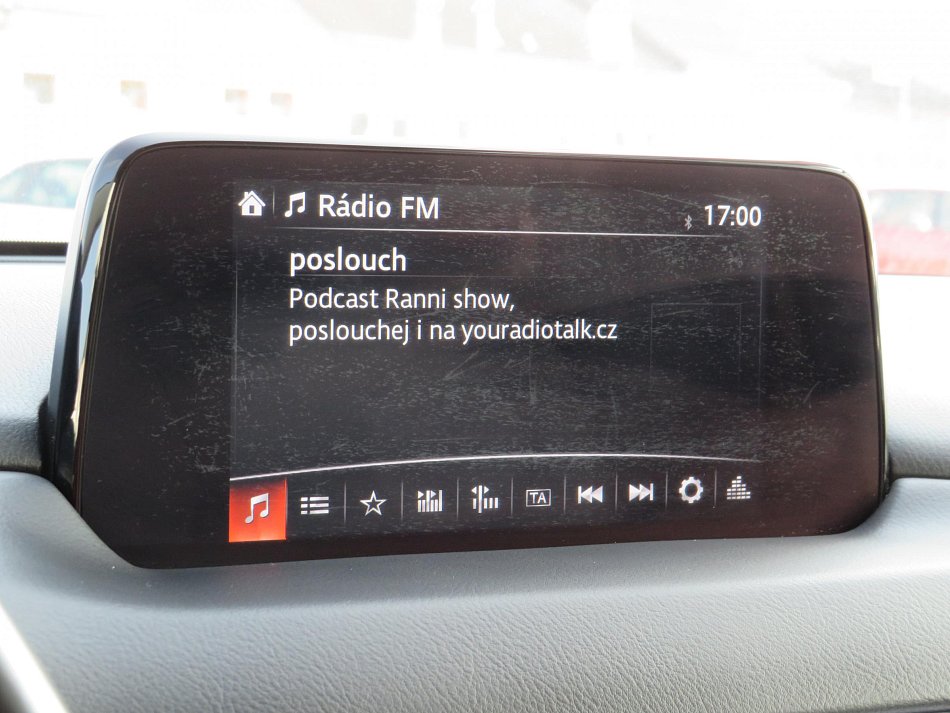 Rádio FM
17:00
poslouch
Podcast Ranni show,
poslouchej i na youradiotalk.cz
TA